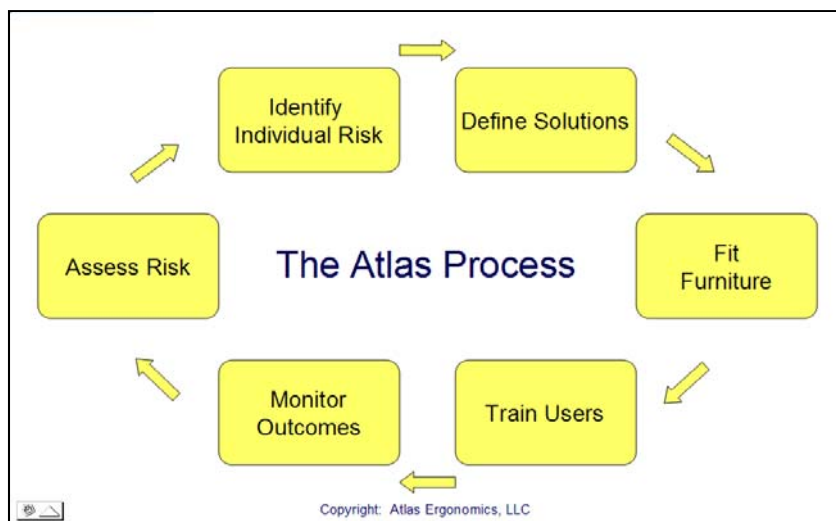 Identify
Individual Risk
Define Solutions
Assess Risk
The Atlas Process
Fit
Furniture
Monitor
Outcomes
Train Users
Copyright: Atlas Ergonomics, LLC